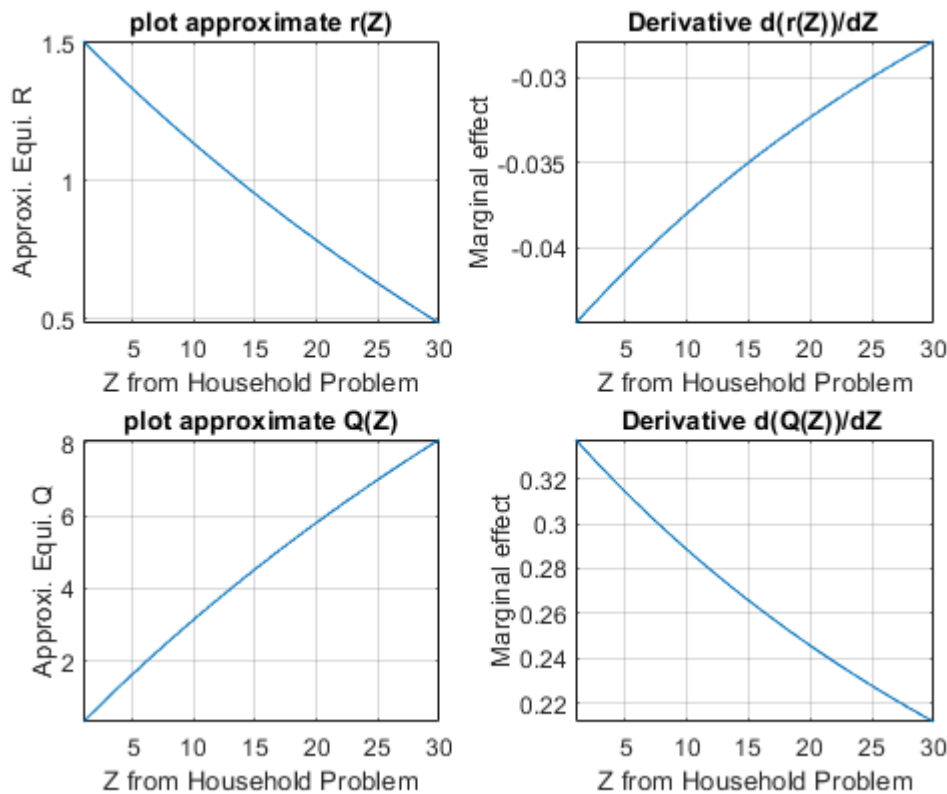 plot approximate r(Z)
Approxi. Equi. R
1.5
1
0.5
5 10 15 20 25 30
Z from Household Problem
Derivative d(r(Z))/dZ
Marginal effect
-0.03
-0.035
-0.04
5 10 15 20 25 30
Z from Household Problem
plot approximate Q(Z)
Approxi. Equi. Q
8
6
4
2
5 10 15 20 25 30
Z from Household Problem
Derivative d(Q(Z))/dZ
Marginal effect
0.32
0.3
0.28
0.26
0.24
0.22
5 10 15 20 25 30
Z from Household Problem